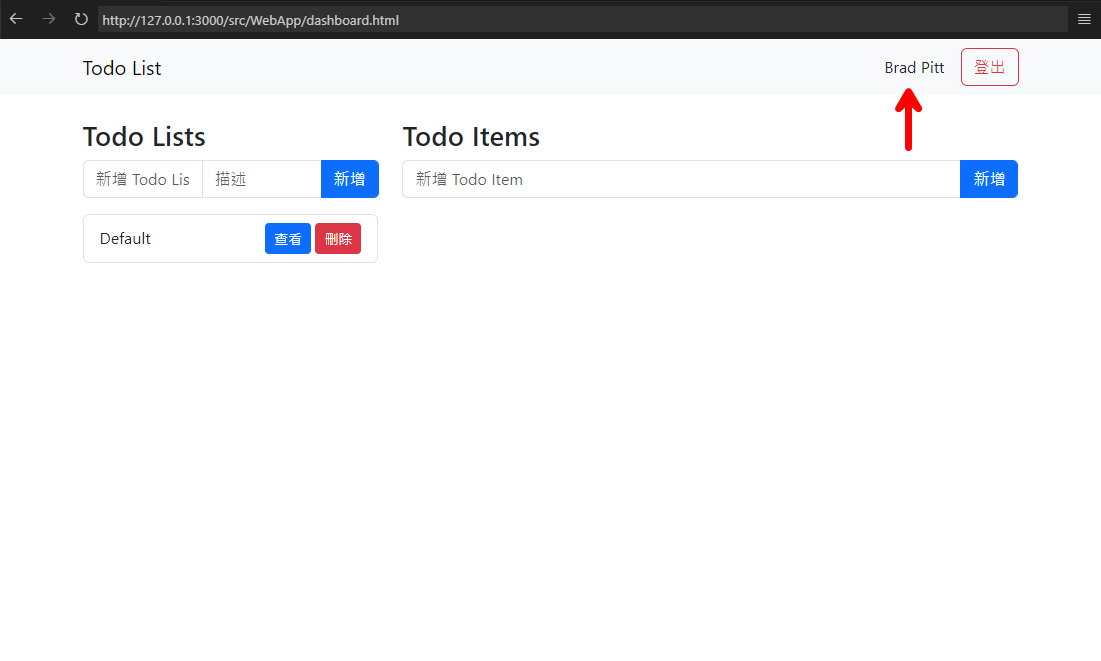 http://127.0.0.1:3000/src/WebApp/dashboard.html
Todo List
Brad Pitt
登出
Todo Lists
Todo Items
新增 Todo Lis
描述
新增
新增 Todo Item
新增
Default
查看
刪除